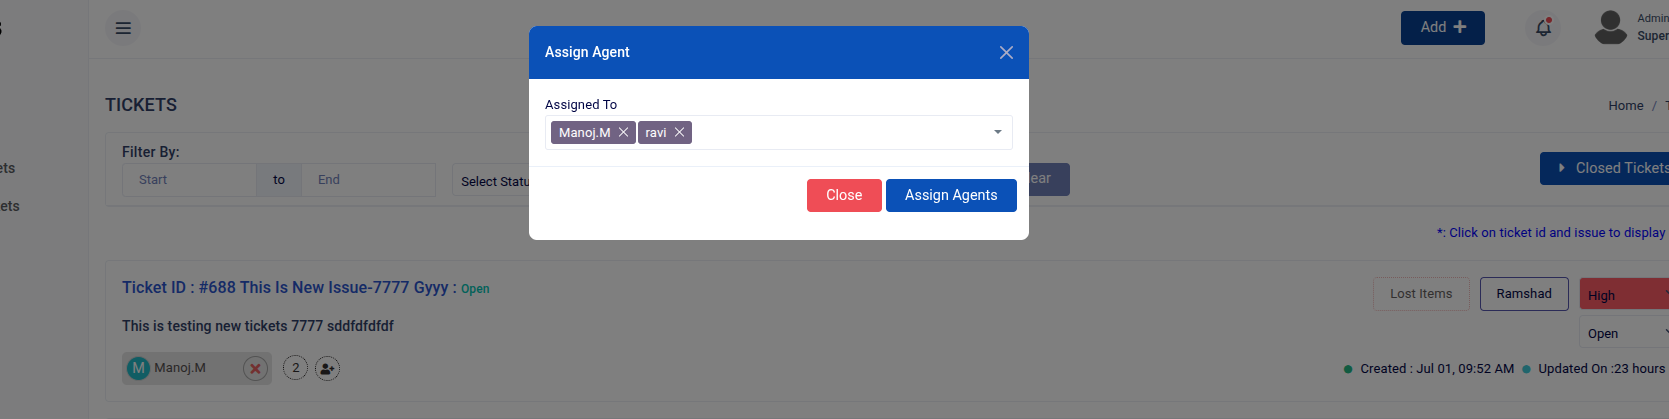 Add +
Admin
Super
Assign Agent
Assigned To
Manoj.M ravi
Close Assign Agents
TICKETS
Home / T
Filter By:
Start to End Select Statu ear
Closed Tickets
ets
ets
*: Click on ticket id and issue to display
Ticket ID : #688 This Is New Issue-7777 Gyyy : Open
Lost Items Ramshad High
This is testing new tickets 7777 sddfdfdfdf
Open
M Manoj.M 2
Created : Jul 01, 09:52 AM Updated On :23 hours